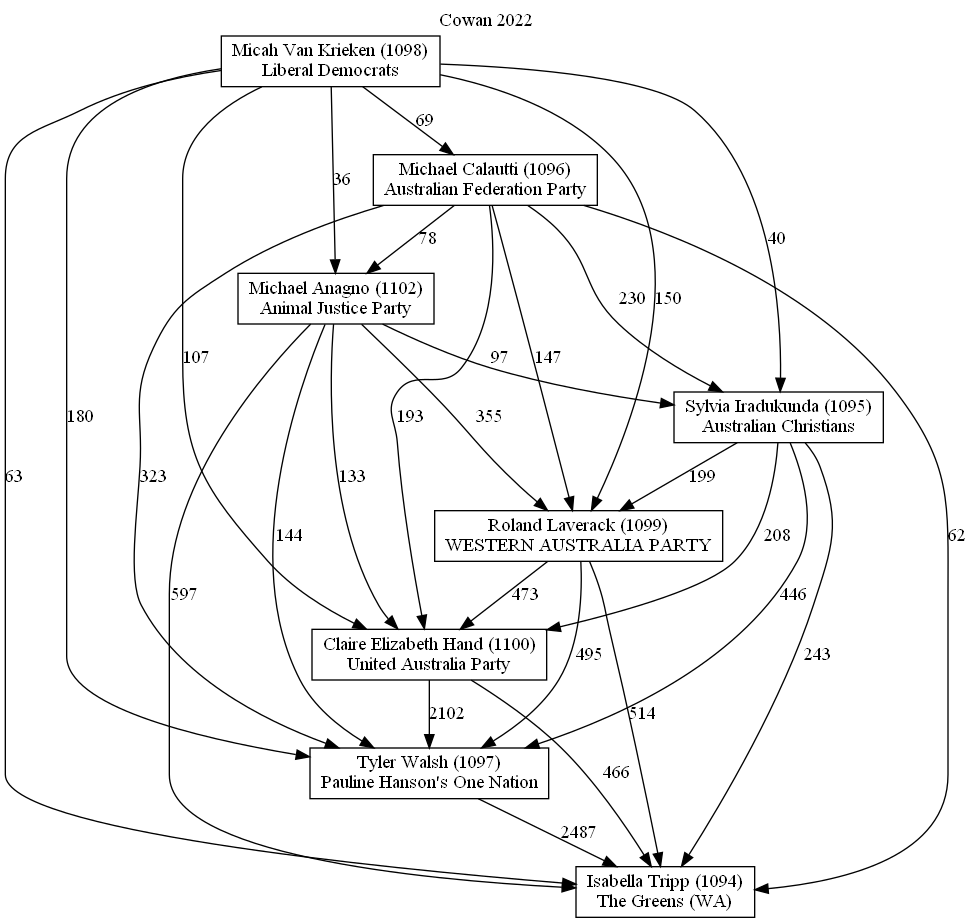 Cowan 2022
Micah Van Krieken (1098)
Liberal Democrats
69
Michael Calautti (1096)
Australian Federation Party
36
78
40
Michael Anagno (1102)
Animal Justice Party
230
150
107
97
147
193
355
180
Sylvia Iradukunda (1095)
Australian Christians
63
323
133
199
Roland Laverack (1099)
WESTERN AUSTRALIA PARTY
144
208
62
597
473
446
Claire Elizabeth Hand (1100)
United Australia Party
495
243
2102
514
Tyler Walsh (1097)
Pauline Hanson's One Nation
466
2487
Isabella Tripp (1094)
The Greens (WA)